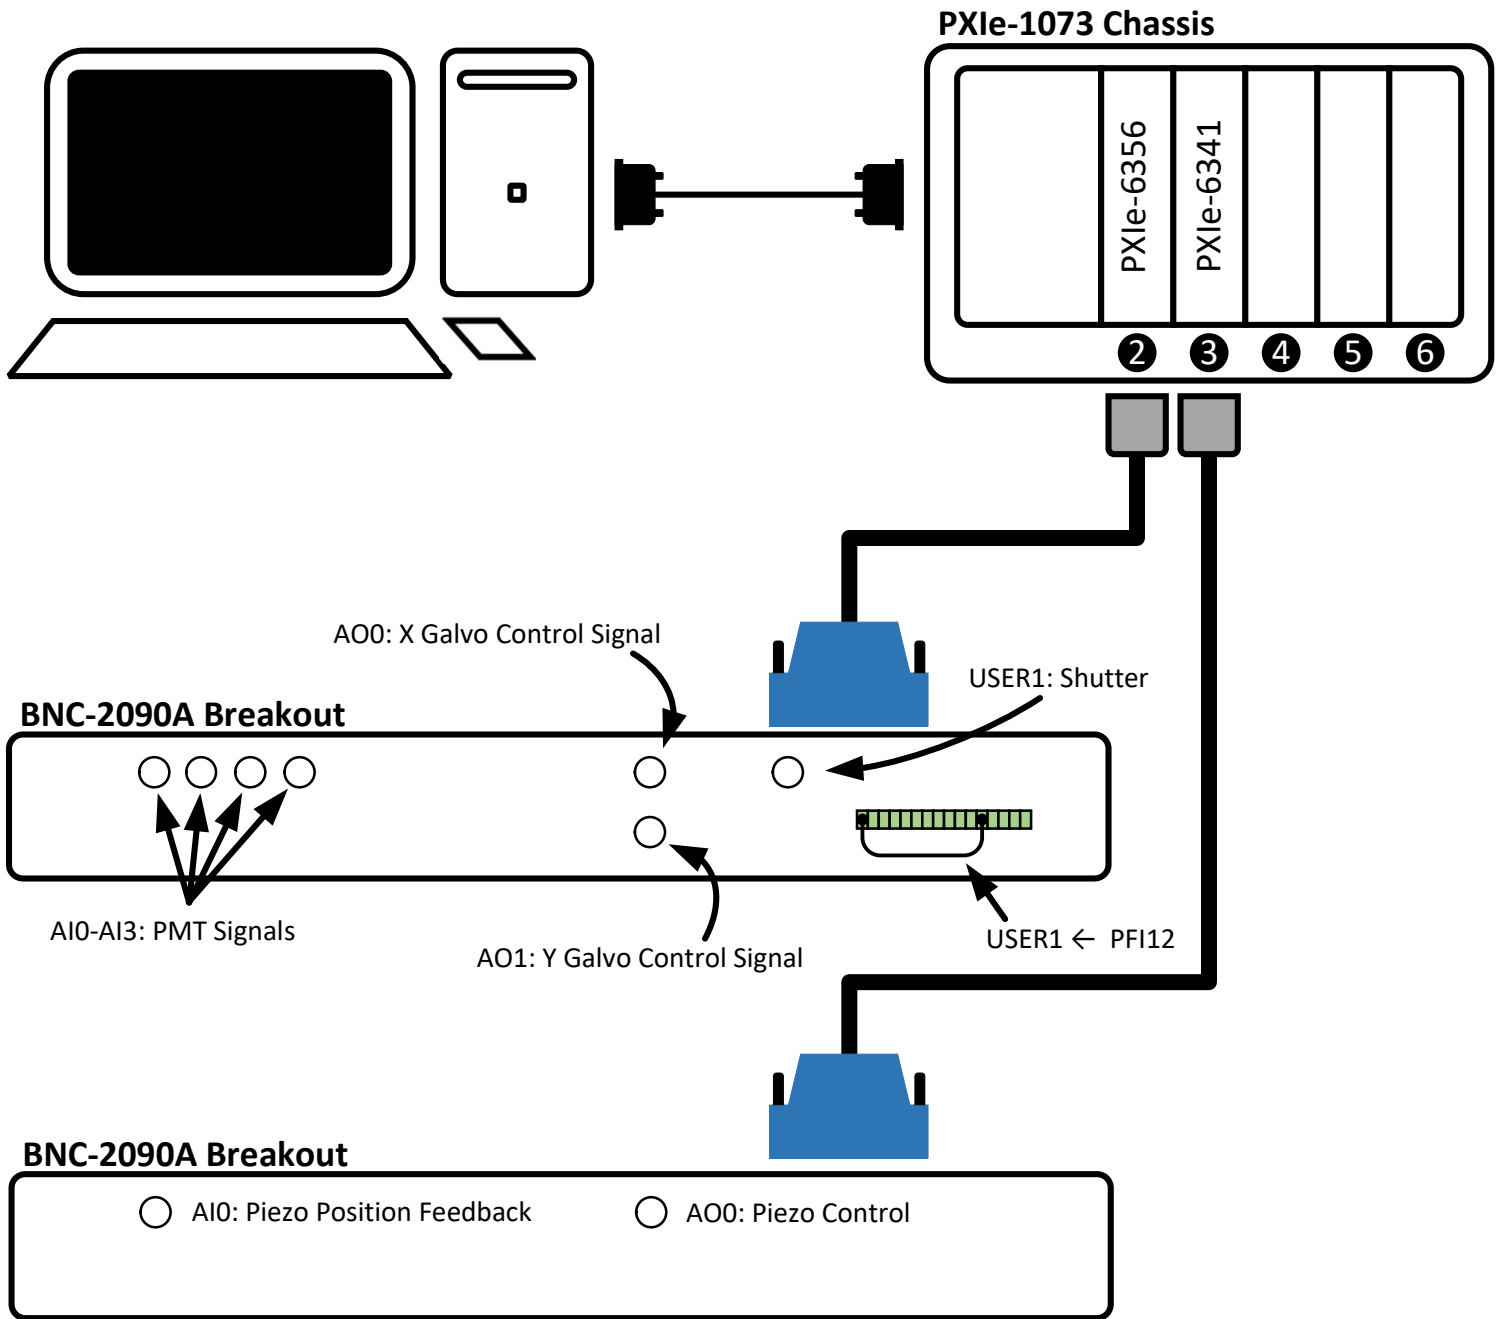 PXIe-1073 Chassis
PXIe-6356
PXIe-6341
2 3 4 5 6
AO0: X Galvo Control Signal
USER1: Shutter
BNC-2090A Breakout
AI0-AI3: PMT Signals
AO1: Y Galvo Control Signal
USER1 ← PFI12
BNC-2090A Breakout
AI0: Piezo Position Feedback
AO0: Piezo Control